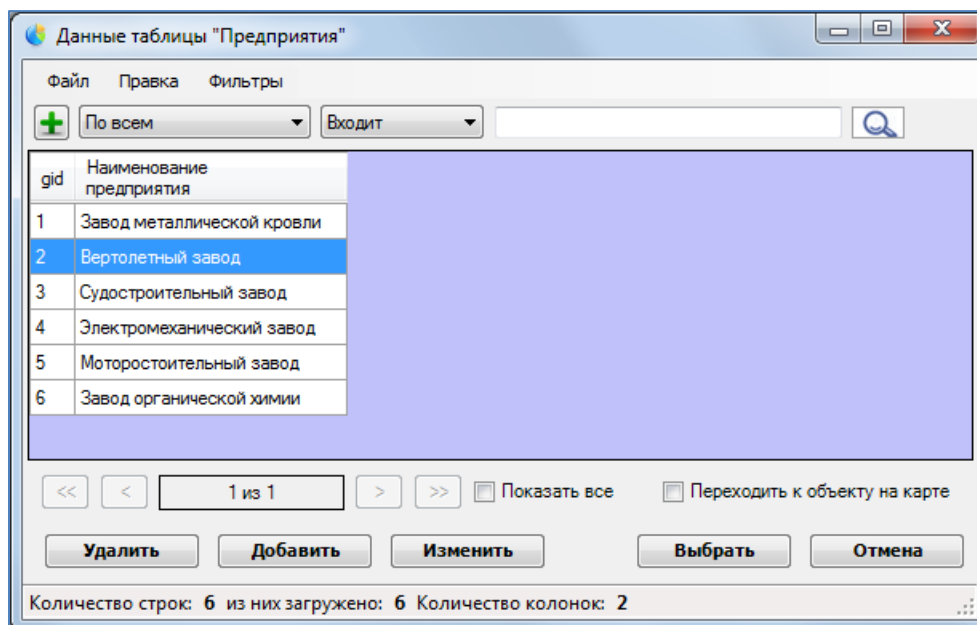 Данные таблицы "Предприятия"
Файл Правка Фильтры
По всем Входит
gid Наименование
предприятия
1 Завод металлической кровли
2 Вертолетный завод
3 Судостроительный завод
4 Электромеханический завод
5 Моторостоительный завод
6 Завод органической химии
<< < 1 из 1 > >> Показать все Переходить к объекту на карте
Удалить Добавить Изменить Выбрать Отмена
Количество строк: 6 из них загружено: 6 Количество колонок: 2